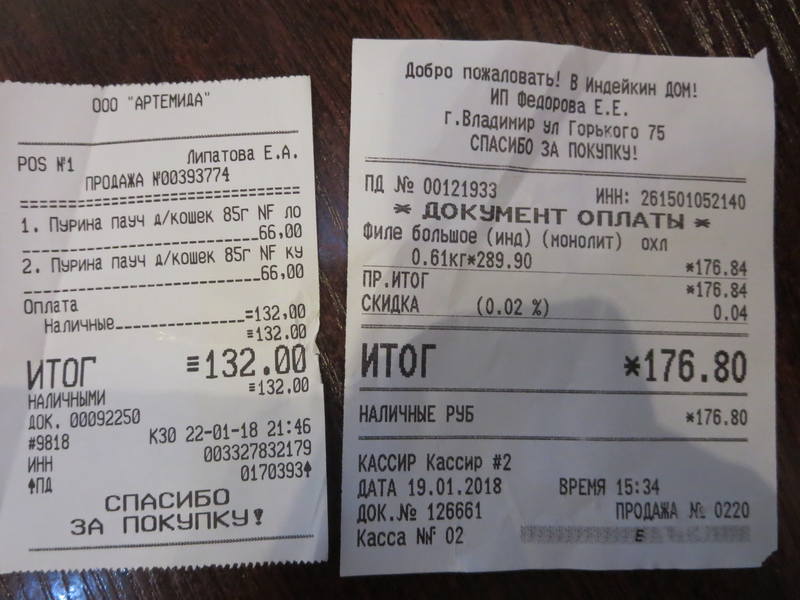 ООО "АРТЕМИДА"
POS №1 Липатова Е.А.
ПРОДАЖА №00393774
1. Пурина пауч д/кошек 85г NF ло
66,00
2. Пурина пауч д/кошек 85г NF ку
66,00
Оплата
Наличные =132,00
≡132.00
ИТОГ ≡132.00
НАЛИЧНЫМИ ≡132.00
ДОК. 00092250
#9818 К30 22-01-18 21:46
ИНН 003327832179
ПД 0170393
СПАСИБО
ЗА ПОКУПКУ!
Добро пожаловать! В Индейкин ДОМ!
ИП Федорова Е.Е.
г.Владимир ул Горького 75
СПАСИБО ЗА ПОКУПКУ!
ПД № 00121933 ИНН: 261501052140
* ДОКУМЕНТ ОПЛАТЫ *
Филе большое (инд) (монолит) охл
0.61кг*289.90 *176.84
ПР.ИТОГ *176.84
СКИДКА (0.02 %) 0.04
ИТОГ *176.80
НАЛИЧНЫЕ РУБ *176.80
КАССИР Кассир #2
ДАТА 19.01.2018 ВРЕМЯ 15:34
ДОК.№ 126661 ПРОДАЖА № 0220
Касса №№ 02